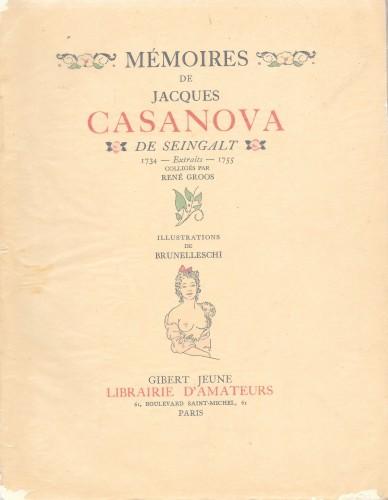 MÉMOIRES
DE
JACQUES
CASANOVA
DE SEINGALT
1734 — Extraits — 1755
COLLIGÉS PAR
RENÉ GROOS
ILLUSTRATIONS
DE
BRUNELLESCHI
GIBERT JEUNE
LIBRAIRIE D'AMATEURS
61, BOULEVARD SAINT-MICHEL, 61
PARIS